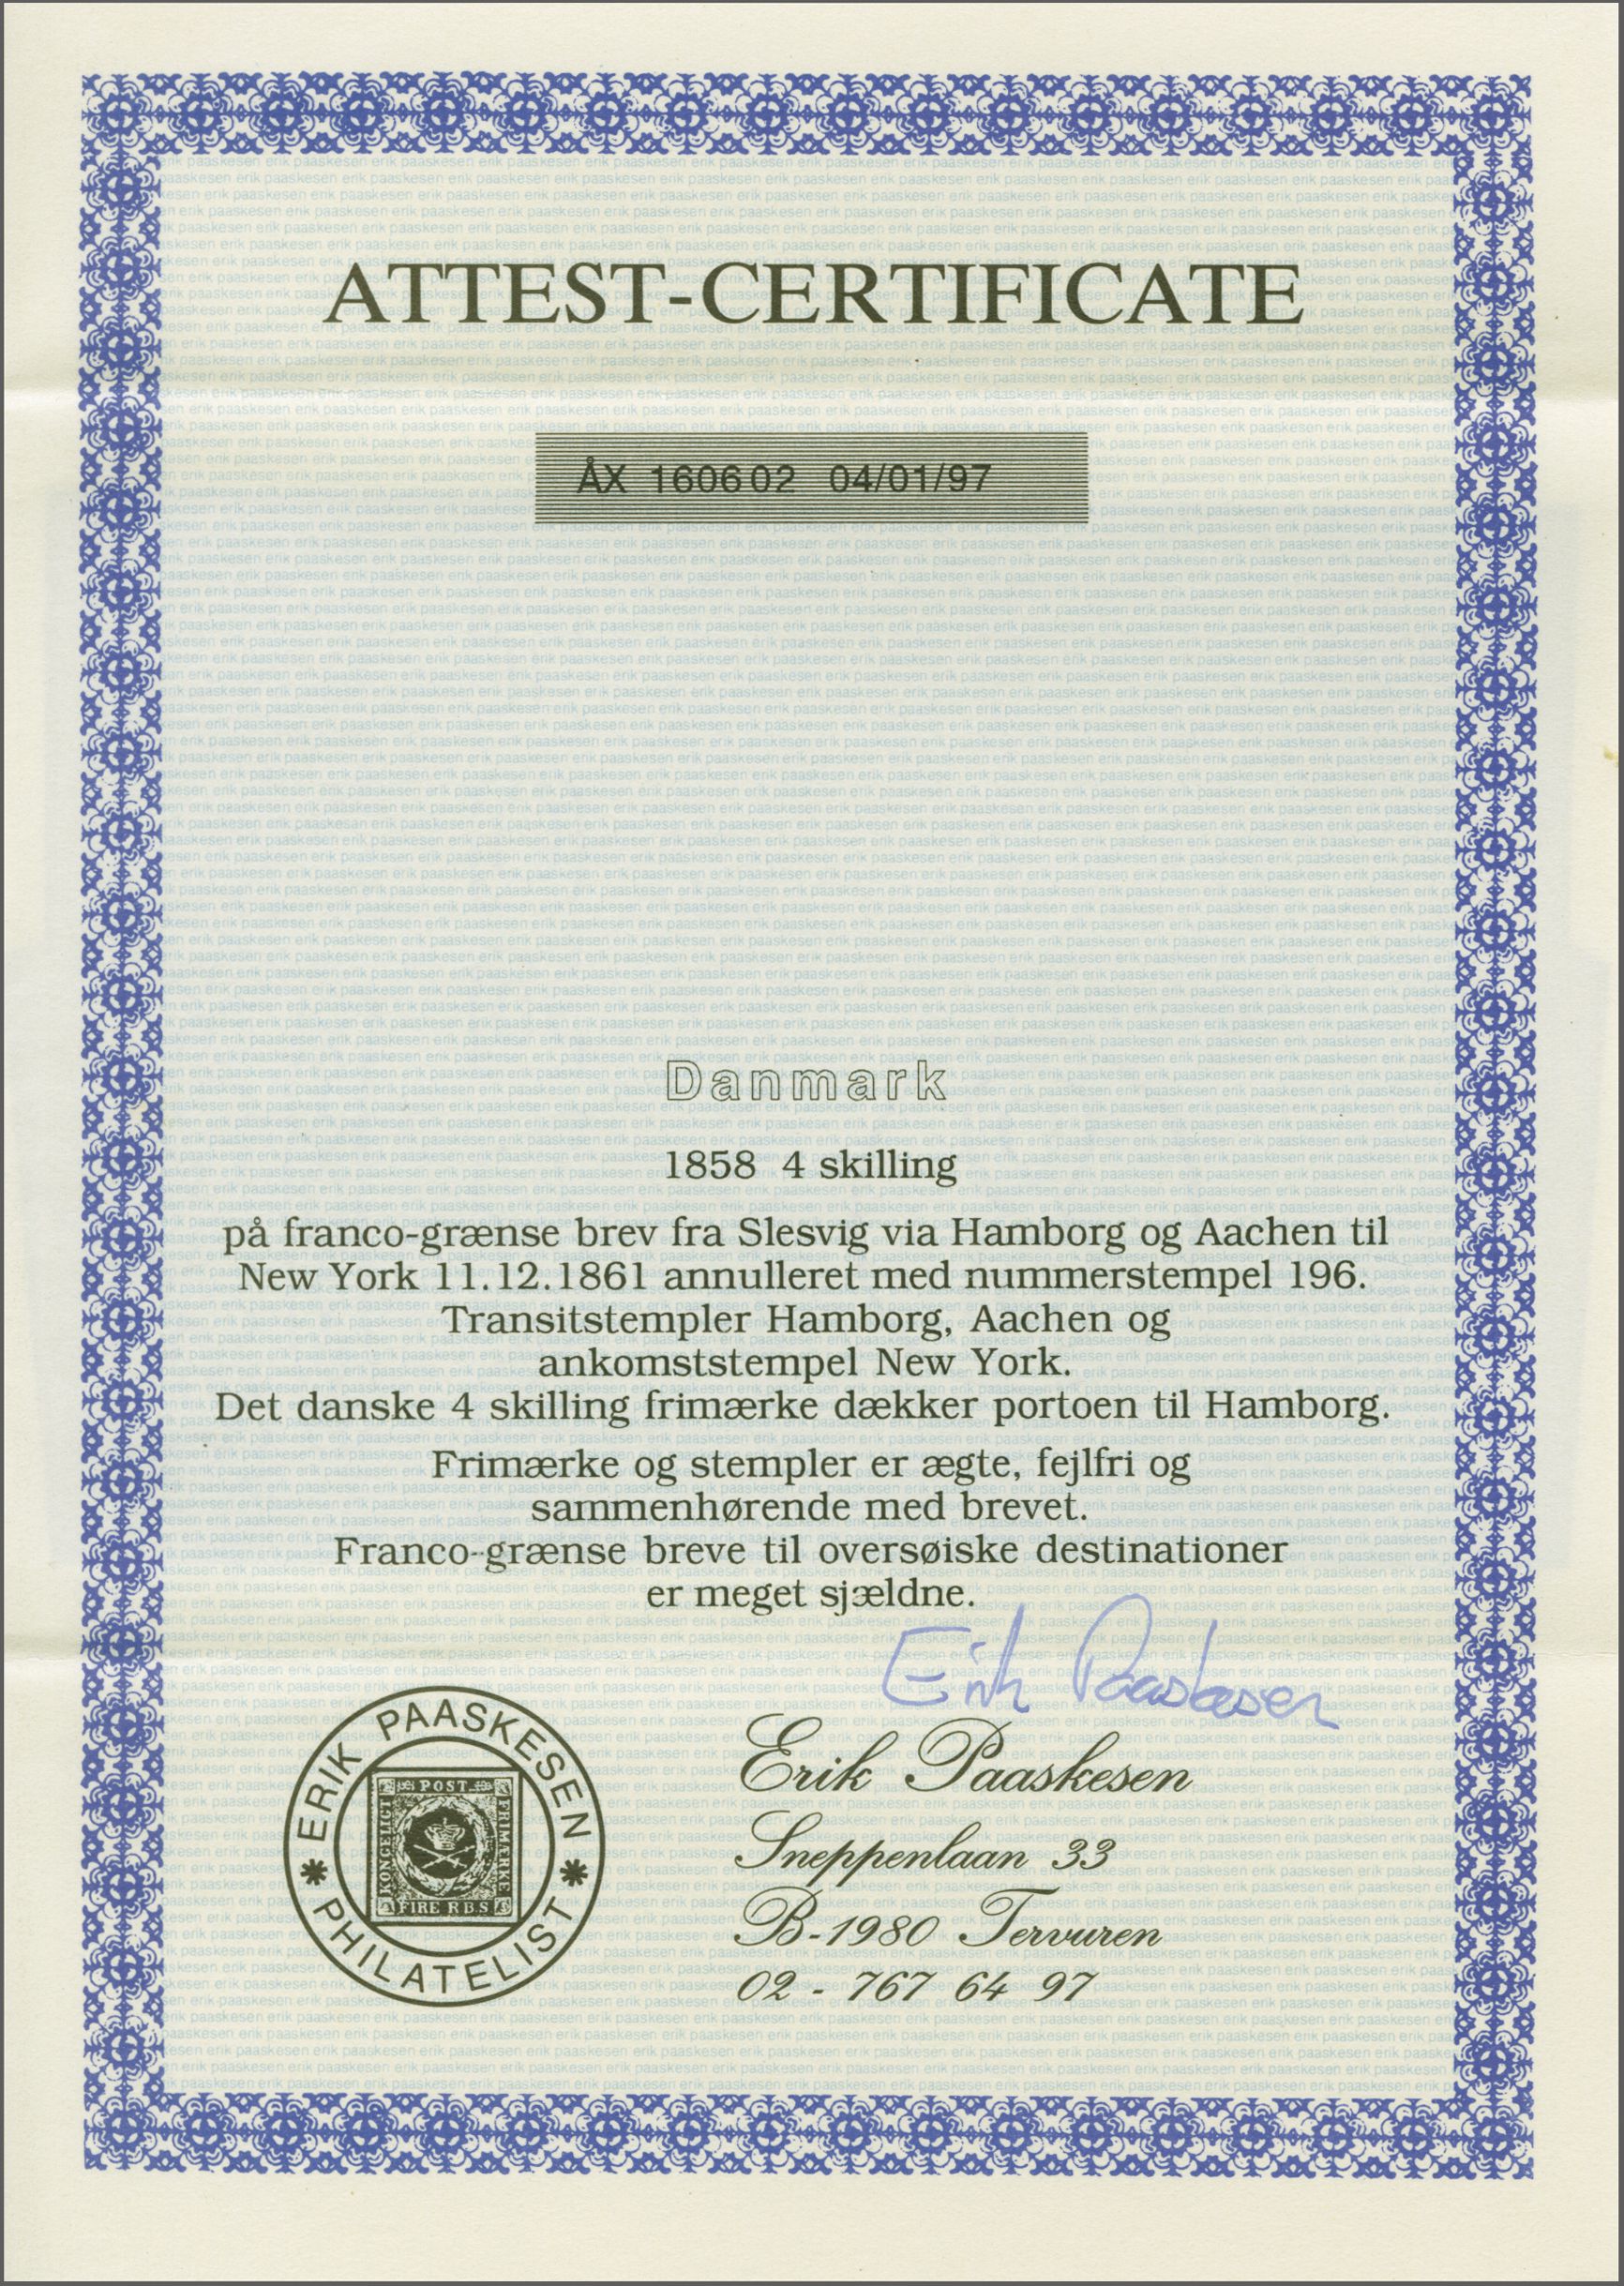 ATTEST-CERTIFICATE
ÅX 160602 04/01/97
Danmark
1858 4 skilling
på franco-grænse brev fra Slesvig via Hamborg og Aachen til
New York 11.12.1861 annulleret med nummerstempel 196.
Transitstempler Hamborg, Aachen og
ankomststempel New York.
Det danske 4 skilling frimærke dækker portoen til Hamborg.
Frimærke og stempler er ægte, fejlfri og
sammenhørende med brevet.
Franco-grænse breve til oversøiske destinationer
er meget sjældne.
Erik Paaskesen
ERIK PAASKESEN
* PHILATELIST *
POST
KONGELIGT
FRIMÆRKE
FIRE R.B.S
Erik Paaskesen
Sneppenlaan 33
B-1980 Tervuren
02 - 767 64 97